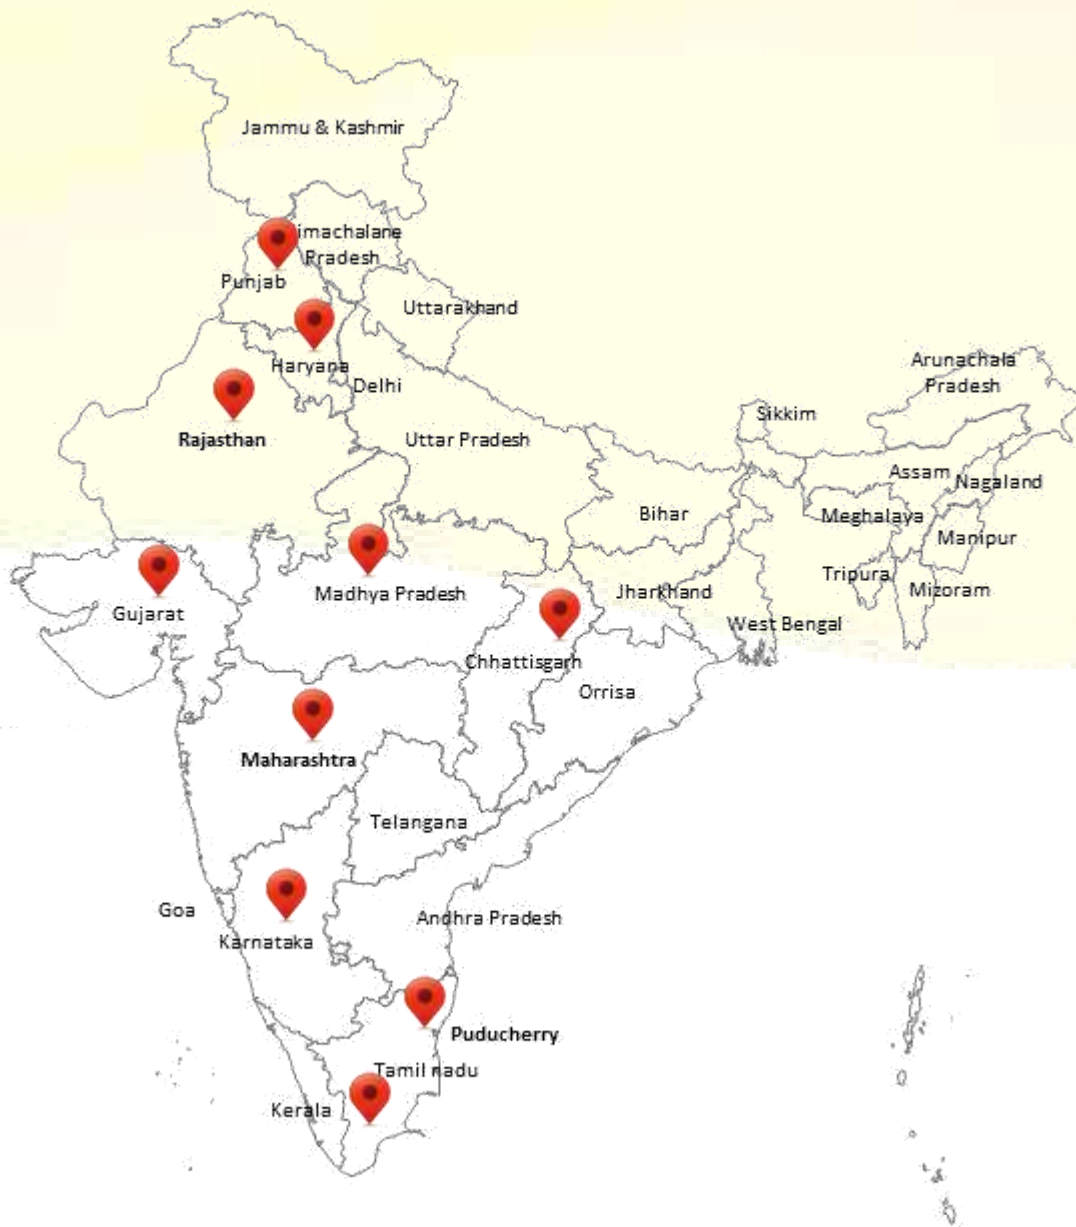 Jammu & Kashmir
imachalane
Pradesh
Punjab
Uttarakhand
Haryana
Delhi
Arunachala
Pradesh
Sikkim
Rajasthan
Uttar Pradesh
Assam
Nagaland
Bihar
Meghalaya
Manipur
Tripura
Mizoram
Madhya Pradesh
Jharkhand
Gujarat
West Bengal
Chhattisgarh
Orrisa
Maharashtra
Telangana
Goa
Andhra Pradesh
Karnataka
Puducherry
Tamil nadu
Kerala